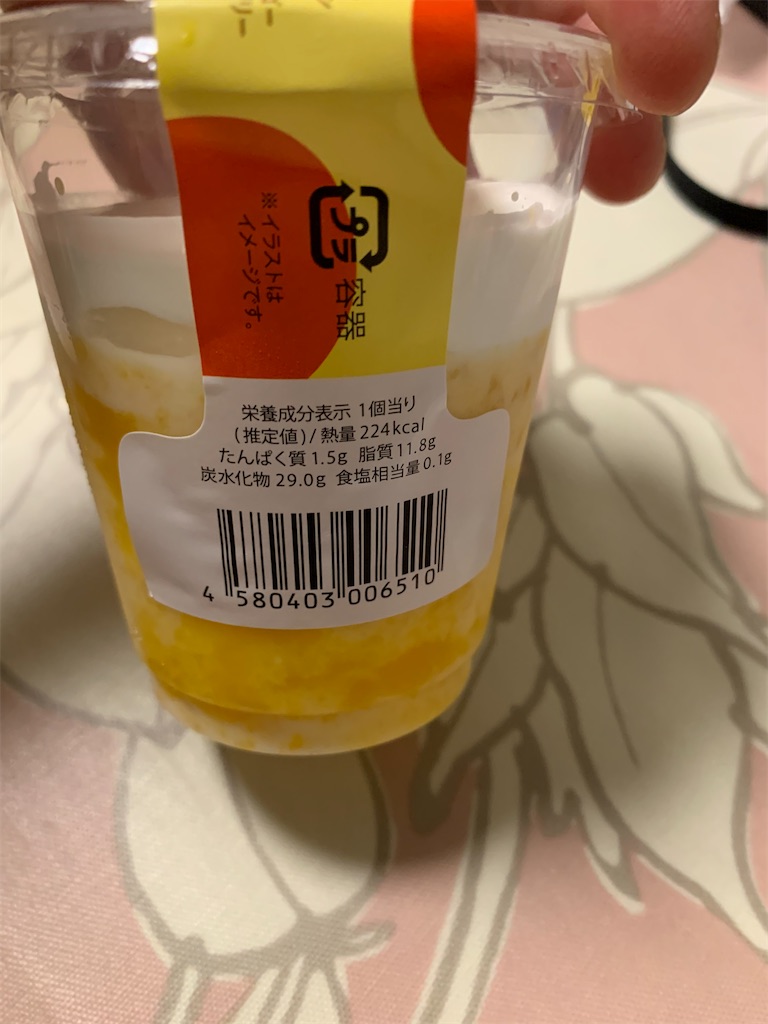 ※イラストは
イメージです。
プラ
容器
栄養成分表示 1個当り
(推定値)/熱量224kcal
たんぱく質1.5g 脂質11.8g
炭水化物29.0g 食塩相当量0.1g
4 580403 006510